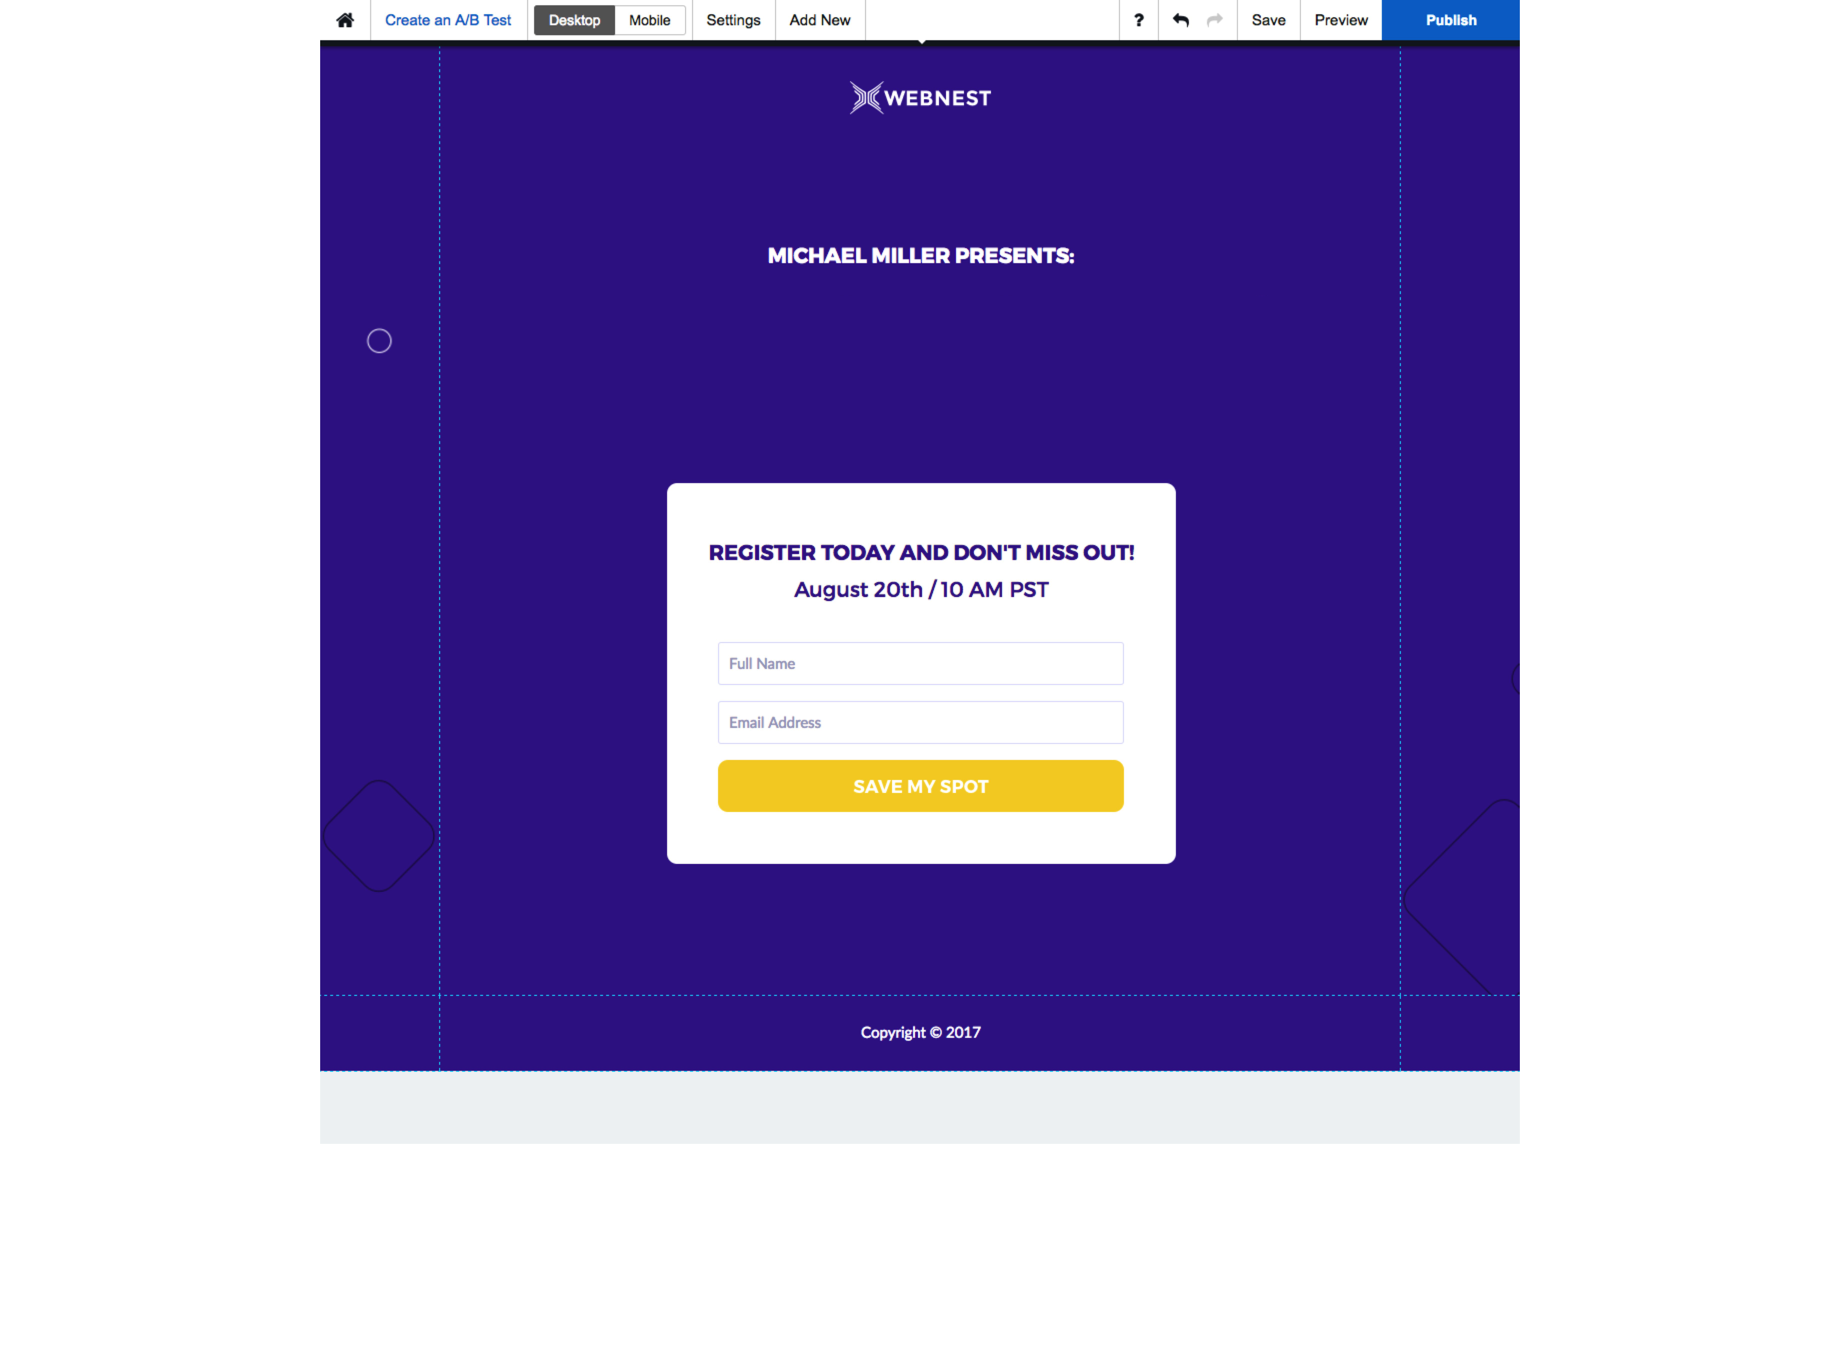 Create an A/B Test Desktop Mobile Settings Add New ? Save Preview Publish
WEBNEST
MICHAEL MILLER PRESENTS:
REGISTER TODAY AND DON'T MISS OUT!
August 20th / 10 AM PST
Full Name
Email Address
SAVE MY SPOT
Copyright © 2017